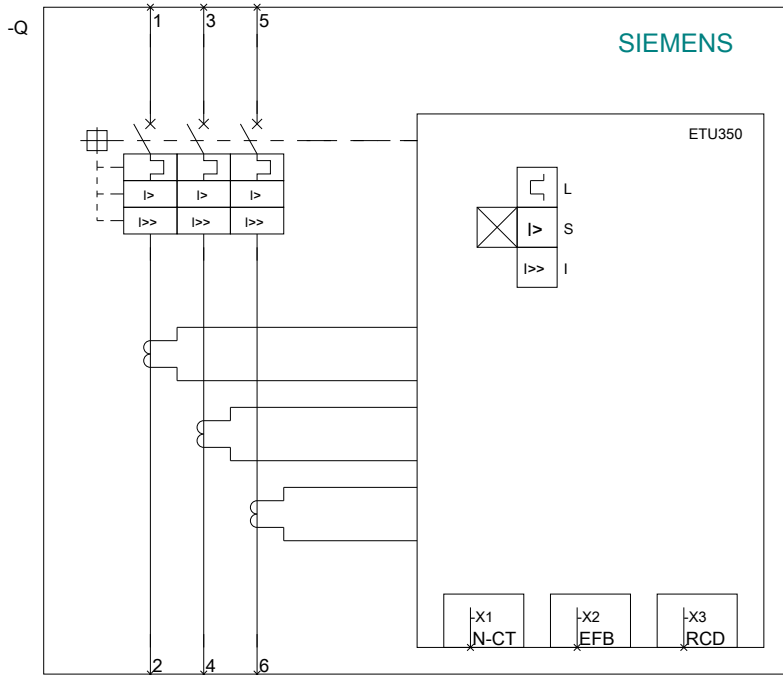 -Q
1 3 5
SIEMENS
ETU350
L
I> I> I>
I>> I>> I>>
I> S
I>> I
-X1 -X2 -X3
N-CT EFB RCD
2 4 6